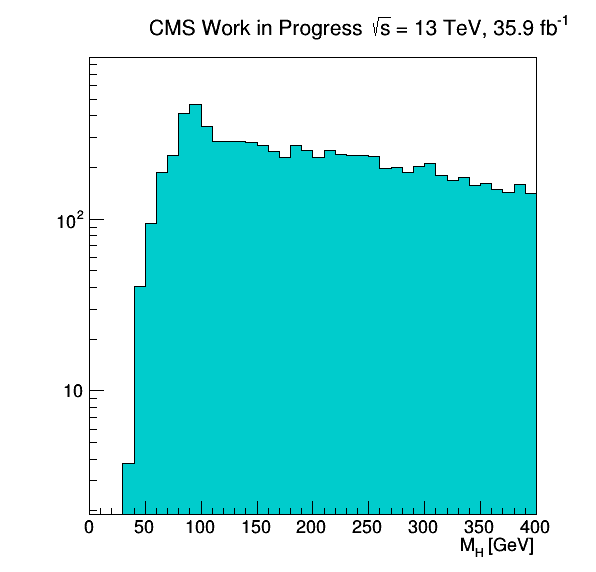 CMS Work in Progress √s = 13 TeV, 35.9 fb⁻¹
10²
10
0 50 100 150 200 250 300 350 400
M_H [GeV]